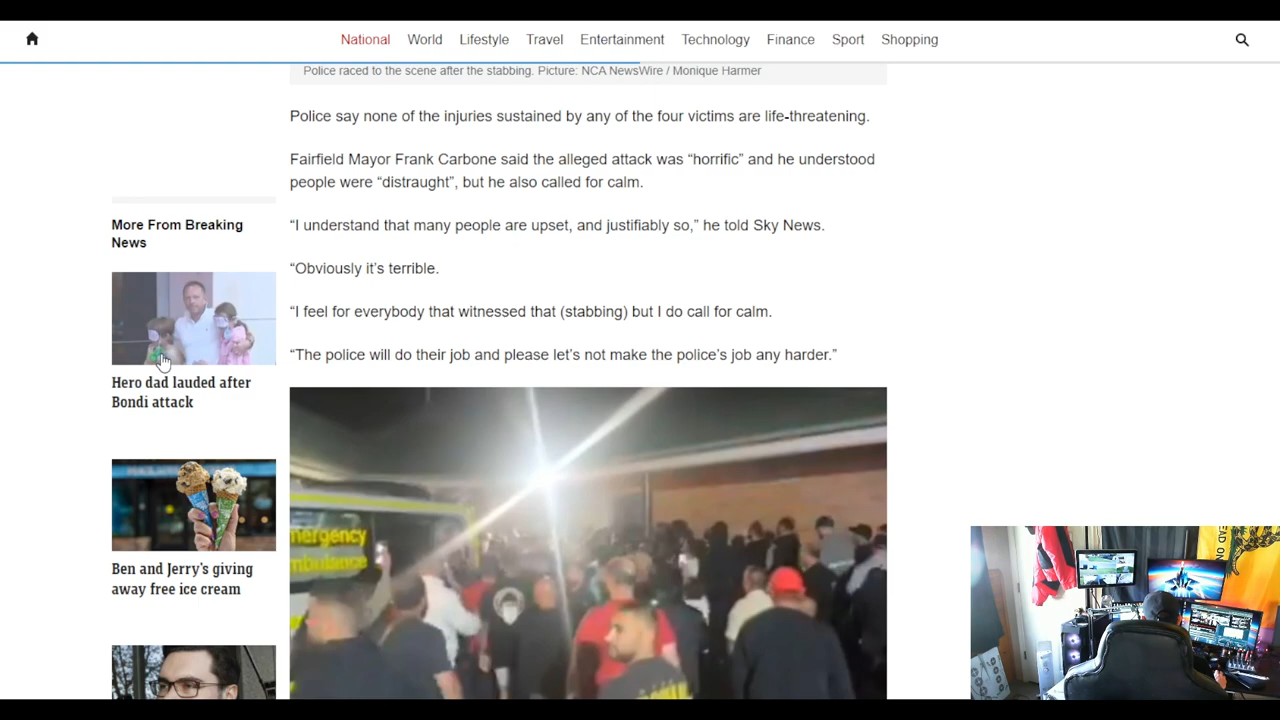 National World Lifestyle Travel Entertainment Technology Finance Sport Shopping
Police raced to the scene after the stabbing. Picture: NCA NewsWire / Monique Harmer
Police say none of the injuries sustained by any of the four victims are life-threatening.
Fairfield Mayor Frank Carbone said the alleged attack was “horrific” and he understood
people were “distraught”, but he also called for calm.
“I understand that many people are upset, and justifiably so,” he told Sky News.
“Obviously it’s terrible.
“I feel for everybody that witnessed that (stabbing) but I do call for calm.
“The police will do their job and please let’s not make the police’s job any harder.”
More From Breaking
News
Hero dad lauded after
Bondi attack
Ben and Jerry’s giving
away free ice cream
mergency
mbulance